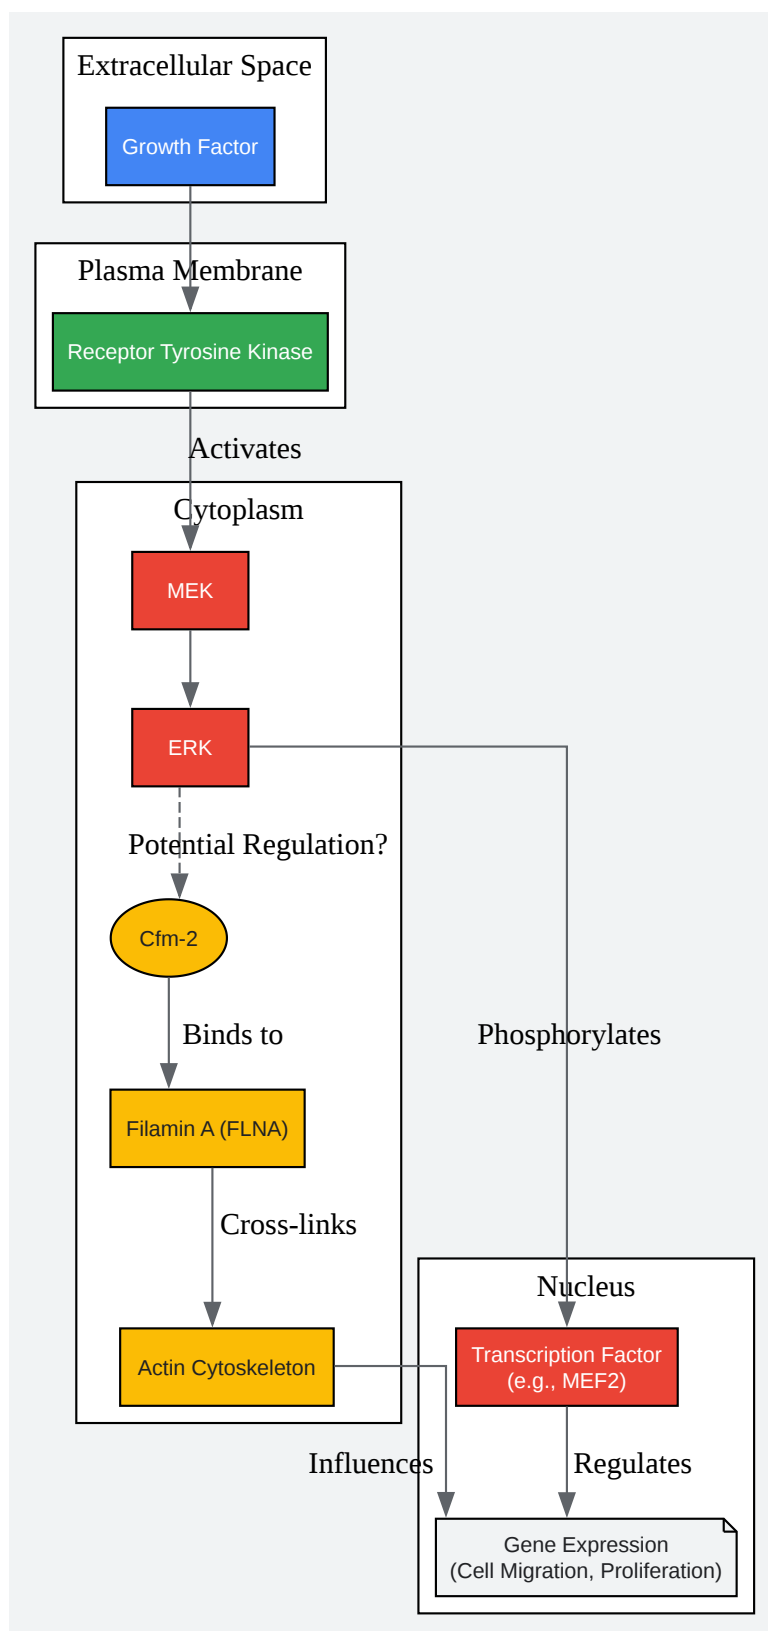 Extracellular Space
Growth Factor
Plasma Membrane
Receptor Tyrosine Kinase
Activates
Cytoplasm
MEK
ERK
Potential Regulation?
Cfm-2
Binds to
Phosphorylates
Filamin A (FLNA)
Cross-links
Nucleus
Actin Cytoskeleton
Transcription Factor
(e.g., MEF2)
Influences
Regulates
Gene Expression
(Cell Migration, Proliferation)